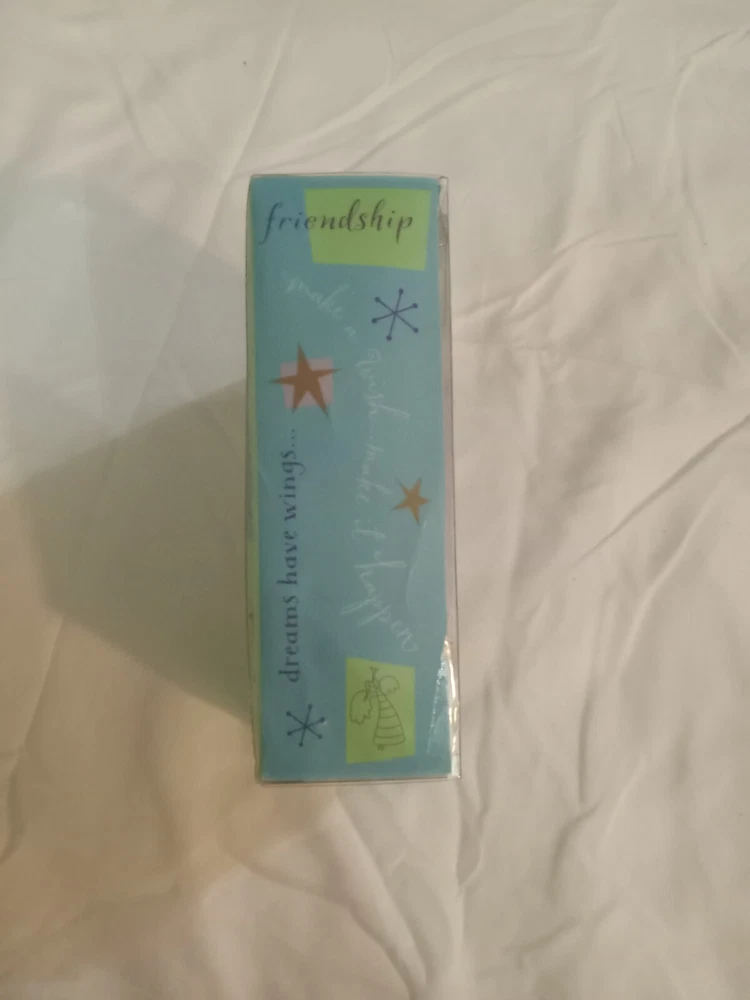 friendship
make a wish... make it happen
dreams have wings...